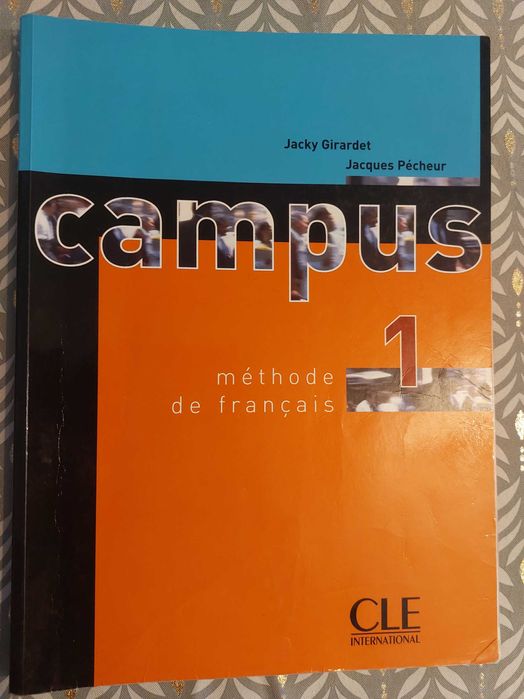 Jacky Girardet
Jacques Pécheur
campus
1
méthode
de français
CLE
INTERNATIONAL